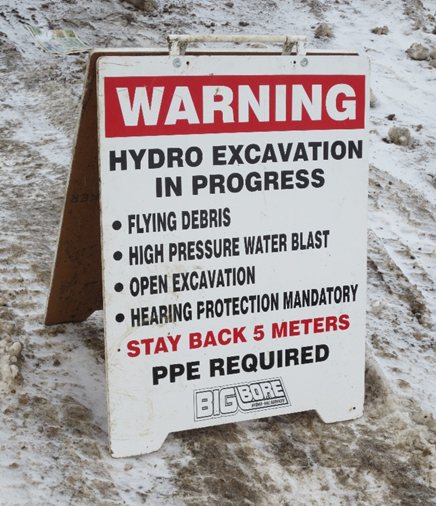 WARNING
HYDRO EXCAVATION
IN PROGRESS
• FLYING DEBRIS
• HIGH PRESSURE WATER BLAST
• OPEN EXCAVATION
• HEARING PROTECTION MANDATORY
STAY BACK 5 METERS
PPE REQUIRED
BIG BORE